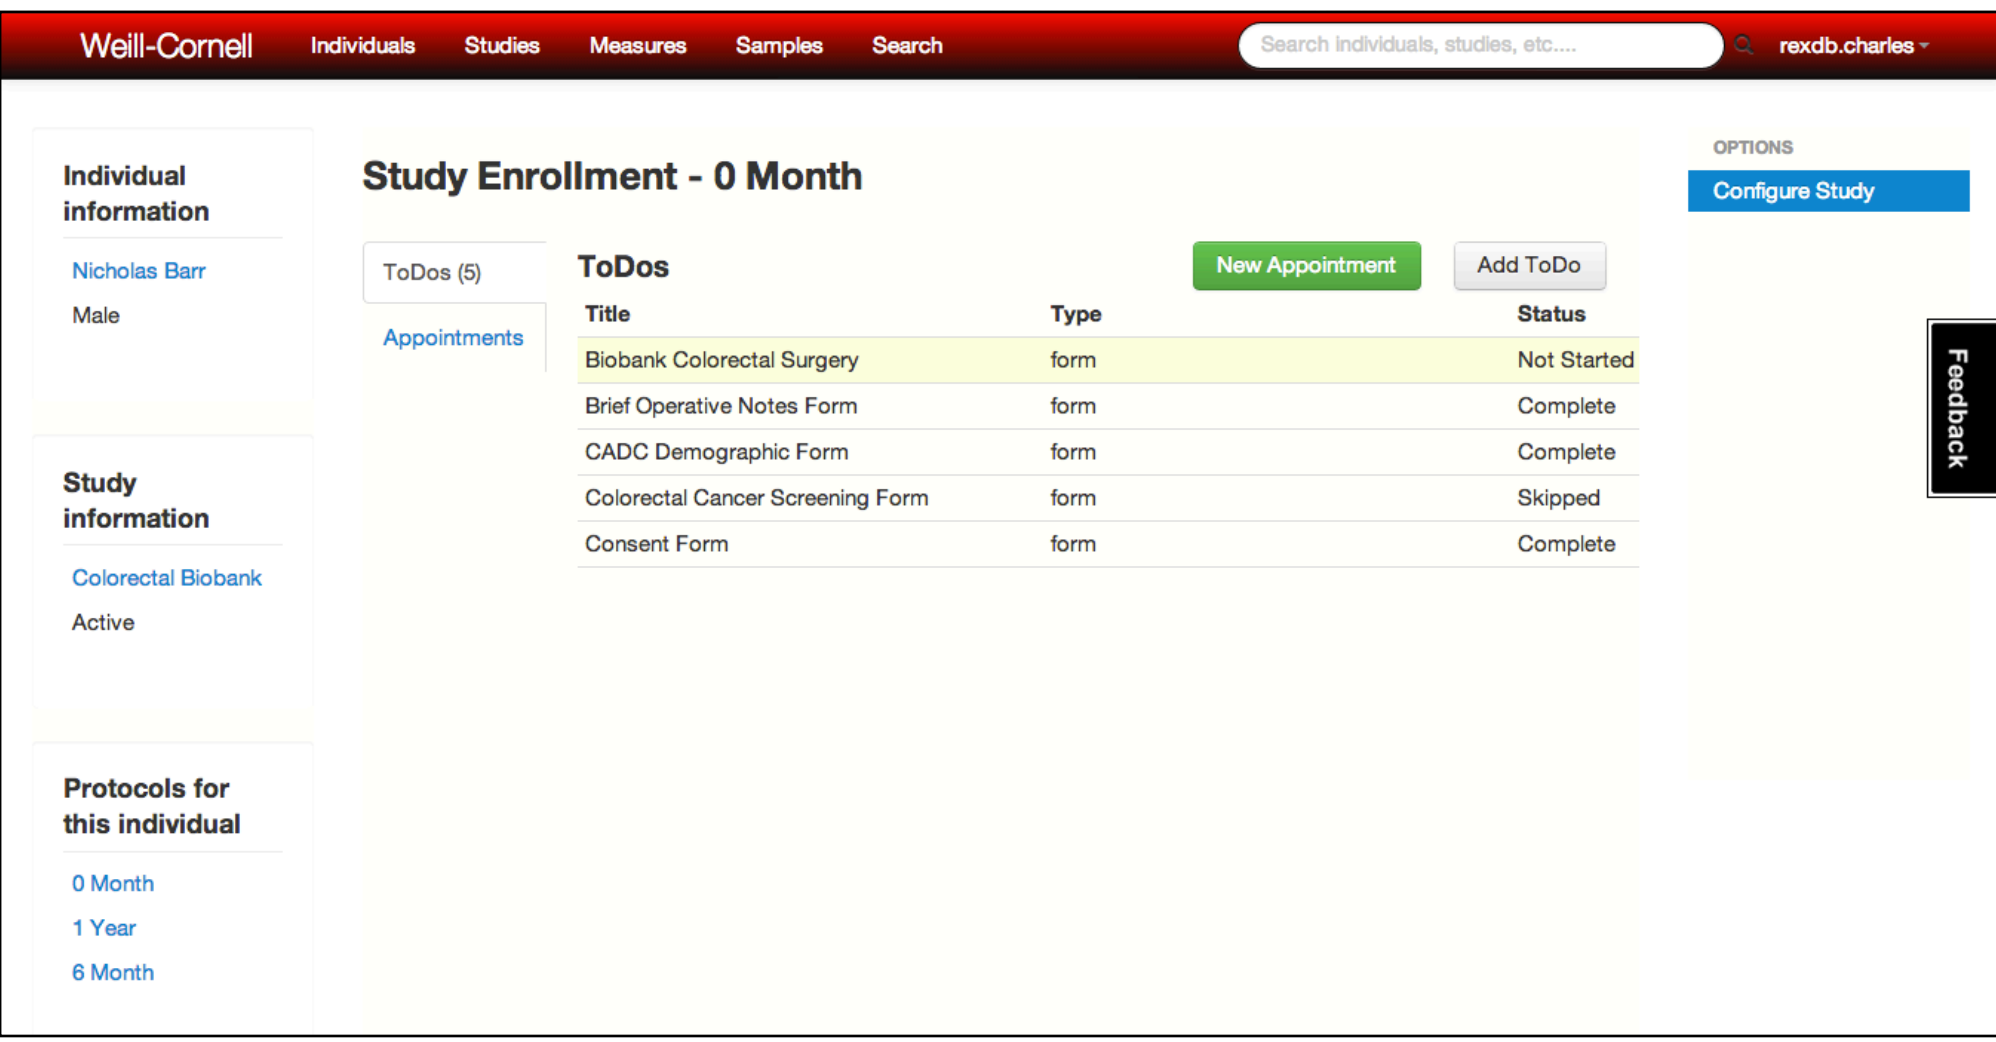 Weill-Cornell Individuals Studies Measures Samples Search Search individuals, studies, etc.... rexdb.charles
Individual
information
Nicholas Barr
Male
Study
information
Colorectal Biobank
Active
Protocols for
this individual
0 Month
1 Year
6 Month
Study Enrollment - 0 Month
ToDos (5)
Appointments
ToDos New Appointment Add ToDo
Title Type Status
Biobank Colorectal Surgery form Not Started
Brief Operative Notes Form form Complete
CADC Demographic Form form Complete
Colorectal Cancer Screening Form form Skipped
Consent Form form Complete
OPTIONS
Configure Study
Feedback